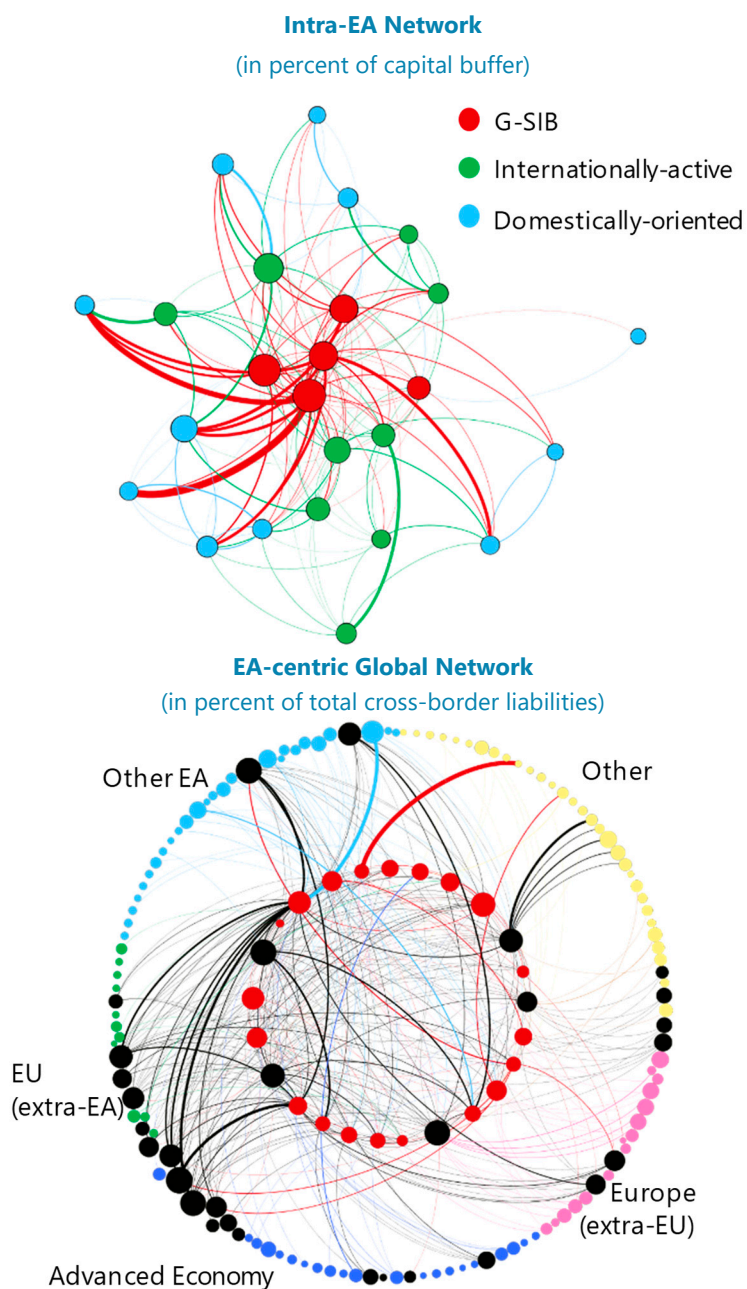 Intra-EA Network
(in percent of capital buffer)
G-SIB
Internationally-active
Domestically-oriented
EA-centric Global Network
(in percent of total cross-border liabilities)
Other EA
Other
EU
(extra-EA)
Europe
(extra-EU)
Advanced Economy